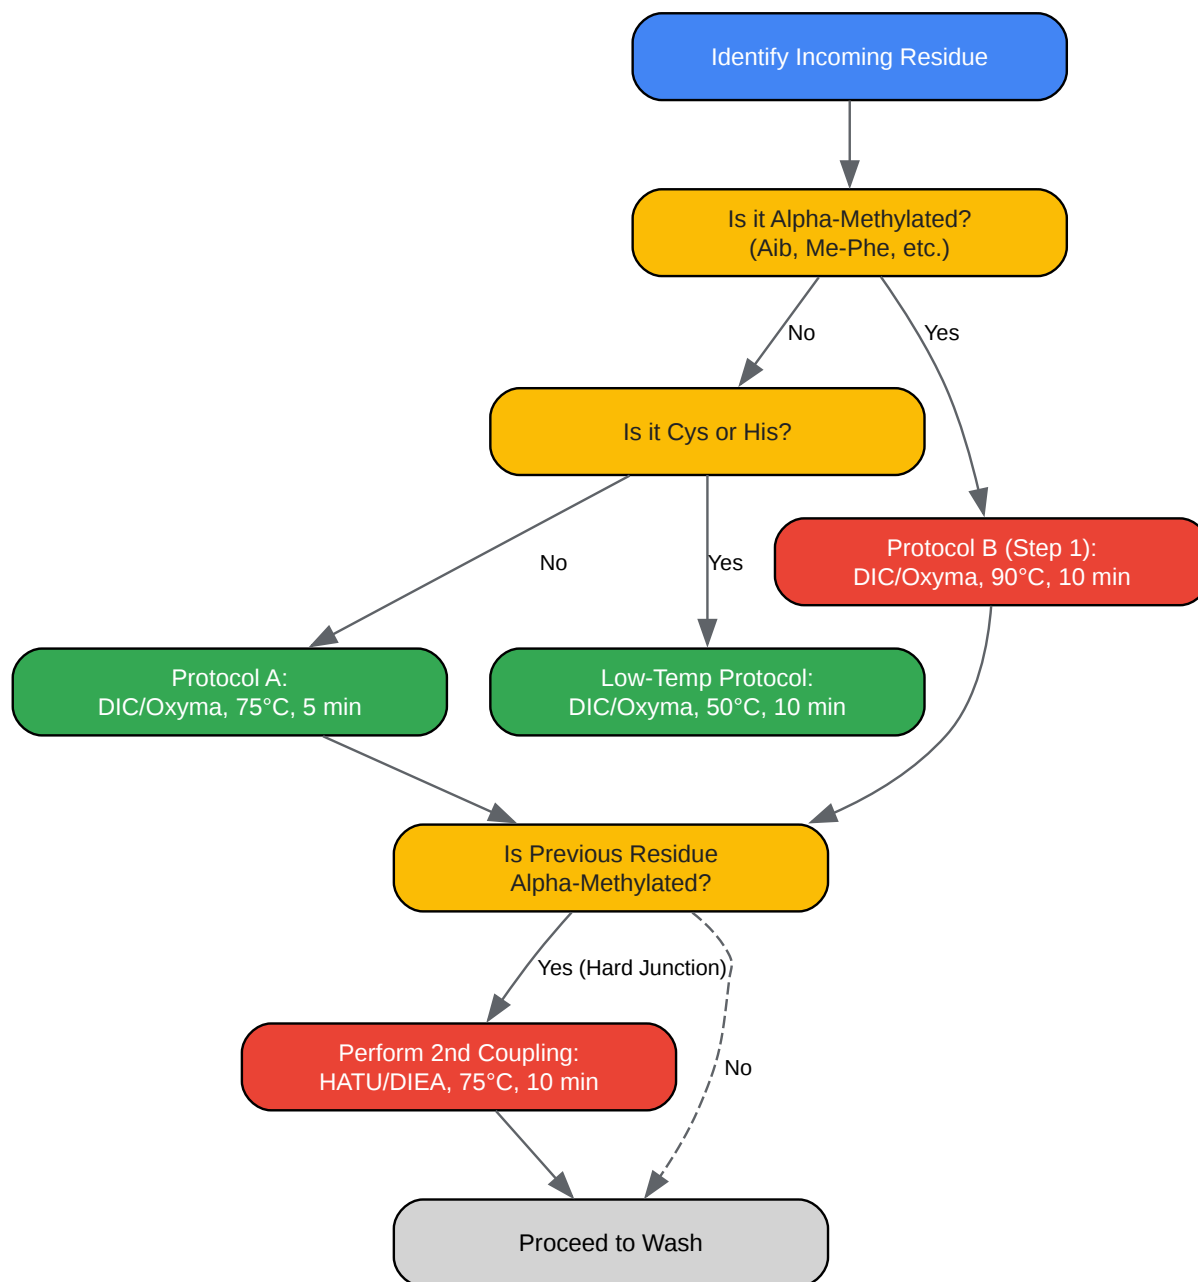 Identify Incoming Residue
Is it Alpha-Methylated?
(Aib, Me-Phe, etc.)
No
Yes
Is it Cys or His?
Protocol B (Step 1):
DIC/Oxyma, 90°C, 10 min
No
Yes
Protocol A:
DIC/Oxyma, 75°C, 5 min
Low-Temp Protocol:
DIC/Oxyma, 50°C, 10 min
Is Previous Residue
Alpha-Methylated?
Yes (Hard Junction)
Perform 2nd Coupling:
HATU/DIEA, 75°C, 10 min
No
Proceed to Wash